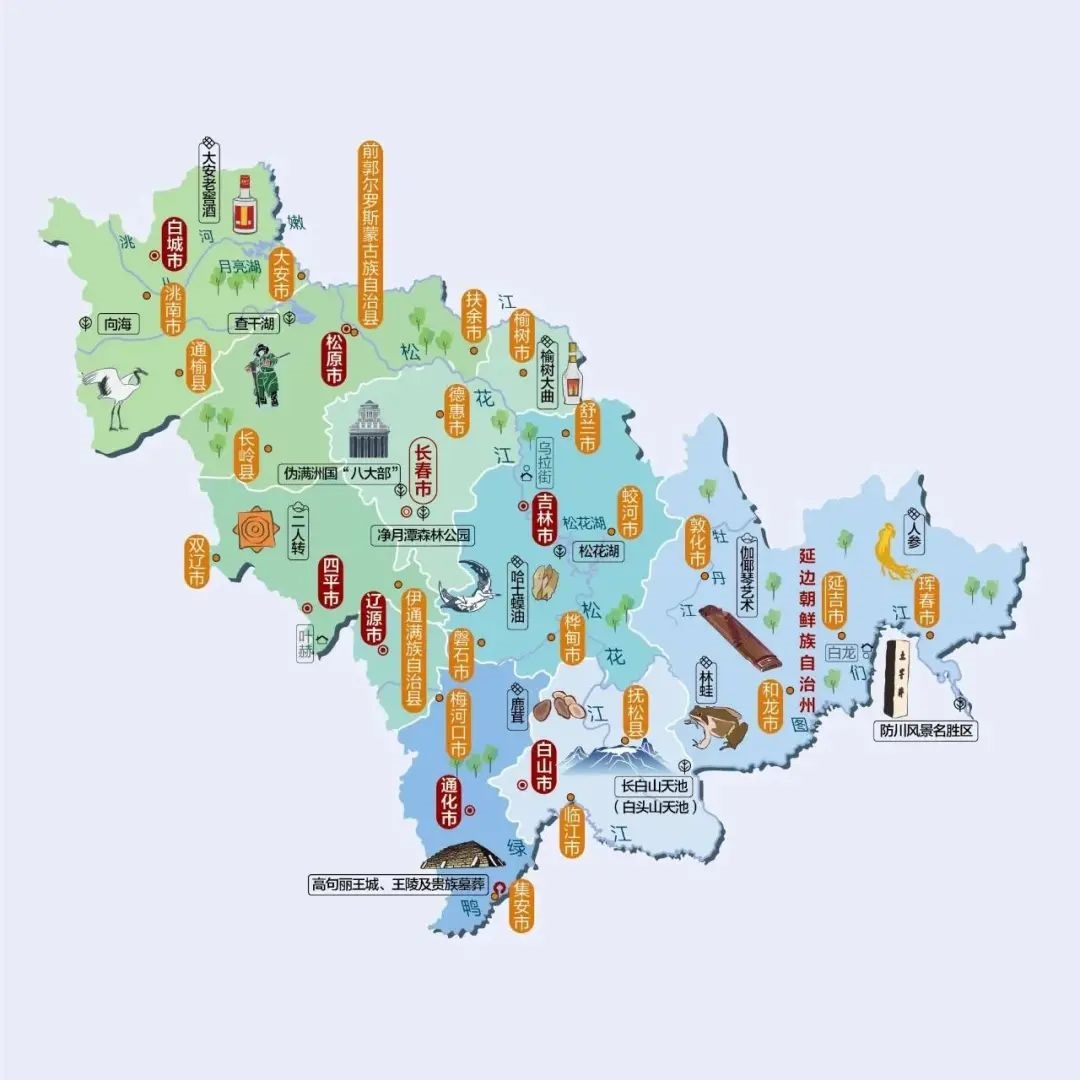 大安老窖酒
前郭尔罗斯蒙古族自治县
白城市
洮
河
嫩
月亮湖
大安市
洮南市
向海
查干湖
扶余市
江
榆树市
松原市
松
通榆县
榆树大曲
德惠市
花
舒兰市
长岭县
江
乌拉街
长春市
伪满洲国“八大部”
吉林市
蛟河市
松花湖
松花湖
净月潭森林公园
二人转
双辽市
四平市
叶赫
辽源市
伊通满族自治县
哈士蟆油
磐石市
松
花
江
桦甸市
敦化市
牡
丹
江
伽倻琴艺术
延边朝鲜族自治州
延吉市
人参
珲春市
江
白龙
们
图
土字牌
防川风景名胜区
和龙市
林蛙
梅河口市
鹿茸
抚松县
白山市
长白山天池
（白头山天池）
通化市
临江市
江
绿
鸭
高句丽王城、王陵及贵族墓葬
集安市